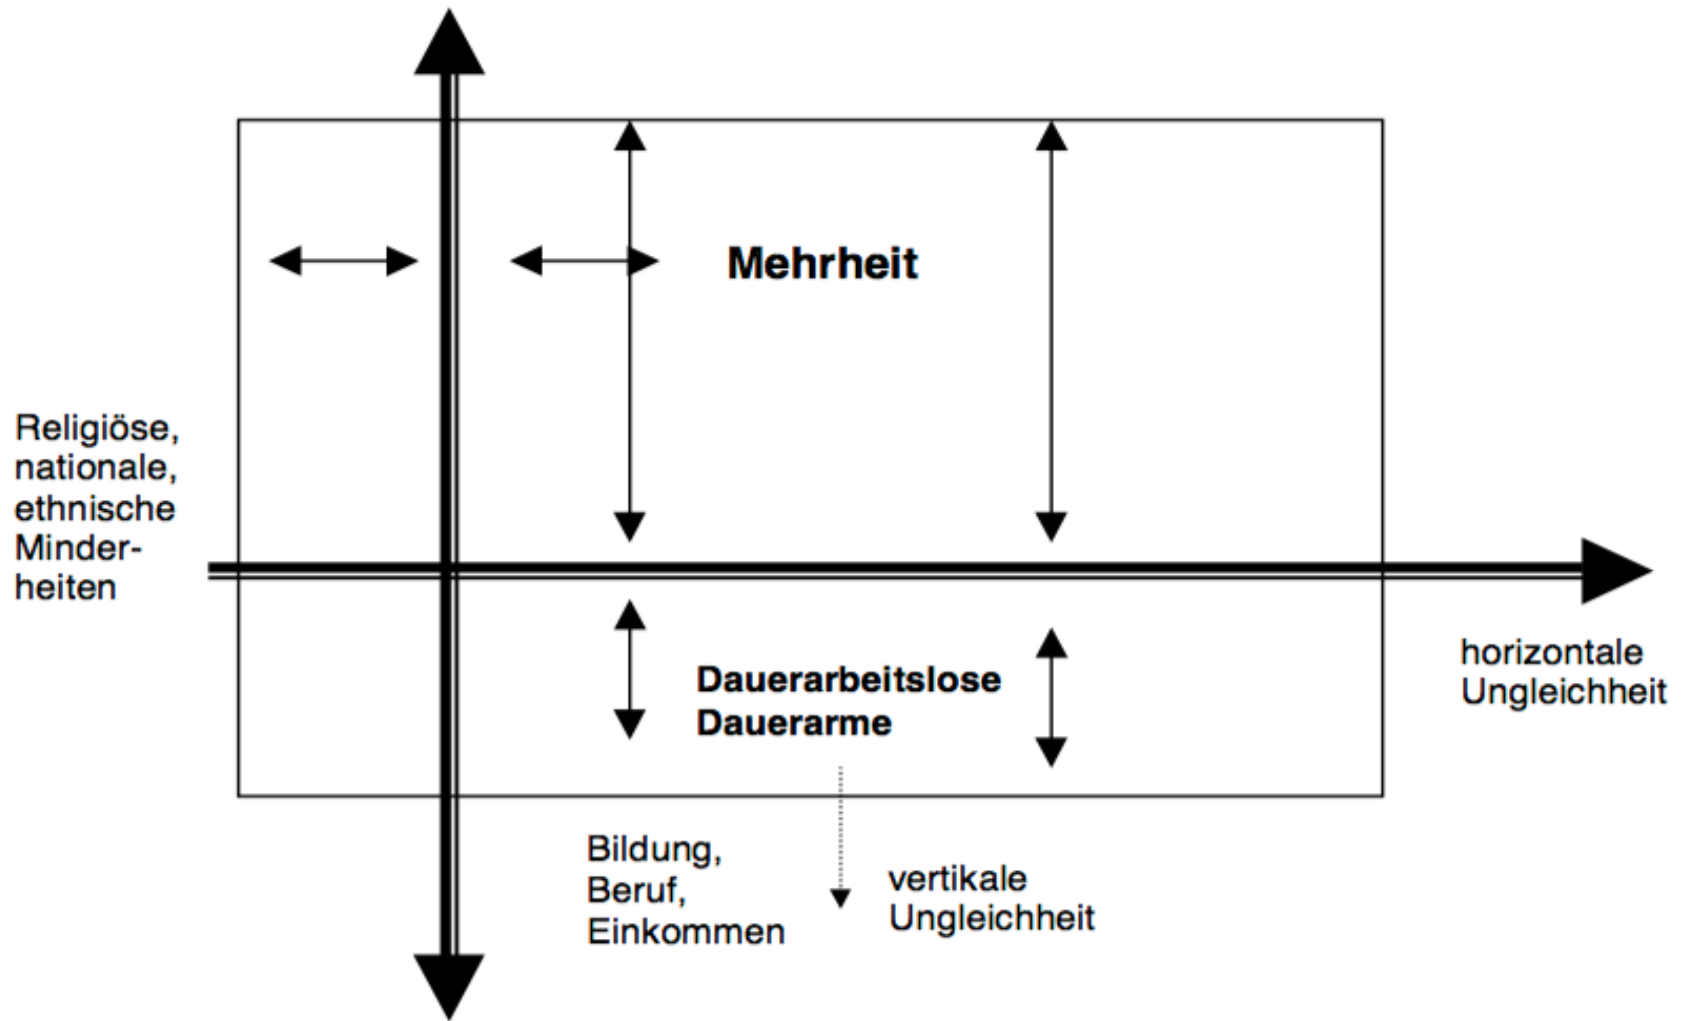 Mehrheit
Religiöse,
nationale,
ethnische
Minder-
heiten
horizontale
Ungleichheit
Dauerarbeitslose
Dauerarme
Bildung,
Beruf,
Einkommen
vertikale
Ungleichheit